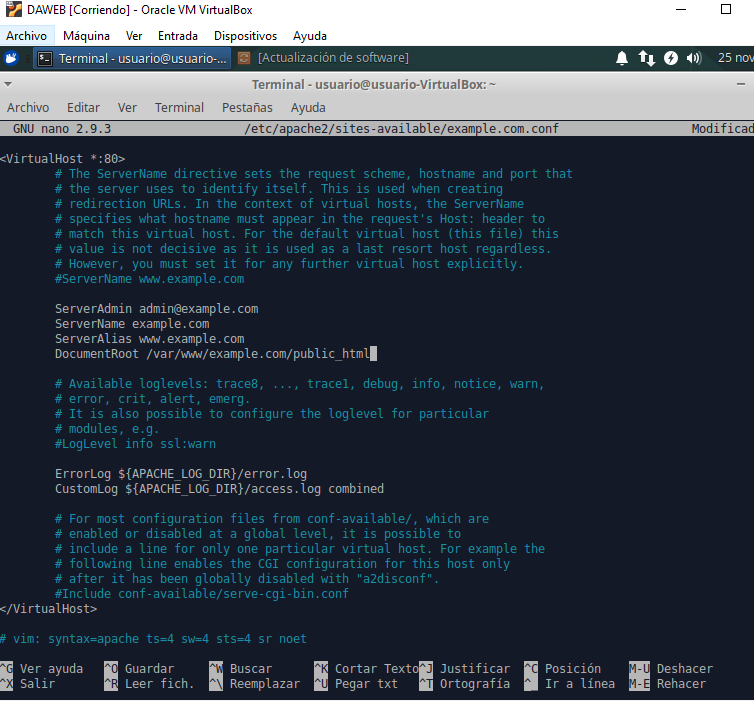 DAWEB [Corriendo] - Oracle VM VirtualBox
Archivo Máquina Ver Entrada Dispositivos Ayuda
Terminal - usuario@usuario-... [Actualización de software] 25 nov
Terminal - usuario@usuario-VirtualBox: ~
Archivo Editar Ver Terminal Pestañas Ayuda
GNU nano 2.9.3 /etc/apache2/sites-available/example.com.conf Modificad
<VirtualHost *:80>
# The ServerName directive sets the request scheme, hostname and port that
# the server uses to identify itself. This is used when creating
# redirection URLs. In the context of virtual hosts, the ServerName
# specifies what hostname must appear in the request's Host: header to
# match this virtual host. For the default virtual host (this file) this
# value is not decisive as it is used as a last resort host regardless.
# However, you must set it for any further virtual host explicitly.
#ServerName www.example.com
ServerAdmin admin@example.com
ServerName example.com
ServerAlias www.example.com
DocumentRoot /var/www/example.com/public_html
# Available loglevels: trace8, ..., trace1, debug, info, notice, warn,
# error, crit, alert, emerg.
# It is also possible to configure the loglevel for particular
# modules, e.g.
#LogLevel info ssl:warn
ErrorLog ${APACHE_LOG_DIR}/error.log
CustomLog ${APACHE_LOG_DIR}/access.log combined
# For most configuration files from conf-available/, which are
# enabled or disabled at a global level, it is possible to
# include a line for only one particular virtual host. For example the
# following line enables the CGI configuration for this host only
# after it has been globally disabled with "a2disconf".
#Include conf-available/serve-cgi-bin.conf
</VirtualHost>
# vim: syntax=apache ts=4 sw=4 sts=4 sr noet
^G Ver ayuda ^O Guardar ^W Buscar ^K Cortar Texto ^J Justificar ^C Posición M-U Deshacer
^X Salir ^R Leer fich. ^\ Reemplazar ^U Pegar txt ^T Ortografía ^_ Ir a línea M-E Rehacer